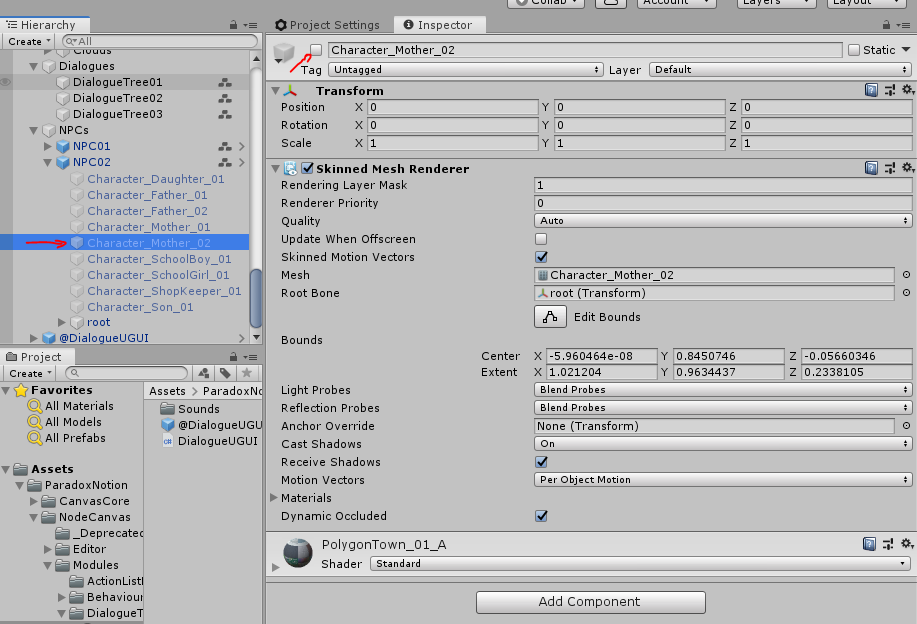 Collab Account Layers Layout
Hierarchy
Create All
Clouds
Dialogues
DialogueTree01
DialogueTree02
DialogueTree03
NPCs
NPC01
NPC02
Character_Daughter_01
Character_Father_01
Character_Father_02
Character_Mother_01
Character_Mother_02
Character_SchoolBoy_01
Character_SchoolGirl_01
Character_ShopKeeper_01
Character_Son_01
root
@DialogueUGUI
Project
Create
Favorites
All Materials
All Models
All Prefabs
Assets
ParadoxNotion
CanvasCore
NodeCanvas
_Deprecated
Editor
Modules
ActionListI
Behaviour
DialogueT
Assets > ParadoxNo
Sounds
@DialogueUGU
DialogueUGUI
Project Settings Inspector
Character_Mother_02 Static
Tag Untagged Layer Default
Transform
Position X 0 Y 0 Z 0
Rotation X 0 Y 0 Z 0
Scale X 1 Y 1 Z 1
Skinned Mesh Renderer
Rendering Layer Mask 1
Renderer Priority 0
Quality Auto
Update When Offscreen
Skinned Motion Vectors
Mesh Character_Mother_02
Root Bone root (Transform)
Edit Bounds
Bounds
Center X -5.960464e-08 Y 0.8450746 Z -0.05660346
Extent X 1.021204 Y 0.9634437 Z 0.2338105
Light Probes Blend Probes
Reflection Probes Blend Probes
Anchor Override None (Transform)
Cast Shadows On
Receive Shadows
Motion Vectors Per Object Motion
Materials
Dynamic Occluded
PolygonTown_01_A
Shader Standard
Add Component